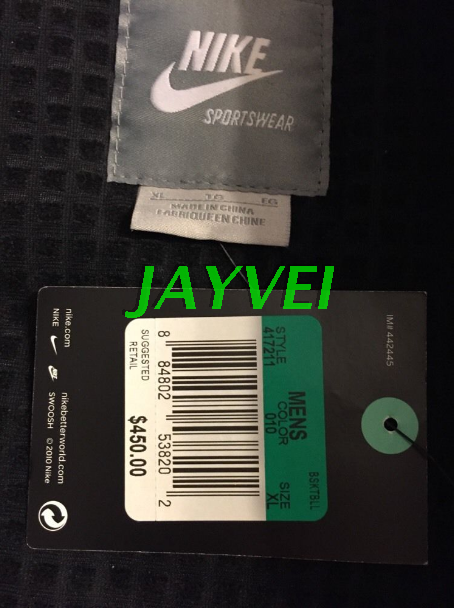 NIKE
SPORTSWEAR
XL TG EG
MADE IN CHINA
FABRIQUE EN CHINE
JAYVEI
nike.com
NIKE
nikebetterworld.com
SWOOSH © 2010 Nike
SUGGESTED
RETAIL
$450.00
8 84802 53820 2
STYLE
417211
MENS
COLOR
010
SIZE
XL
BSKTBLL
IM# 442445